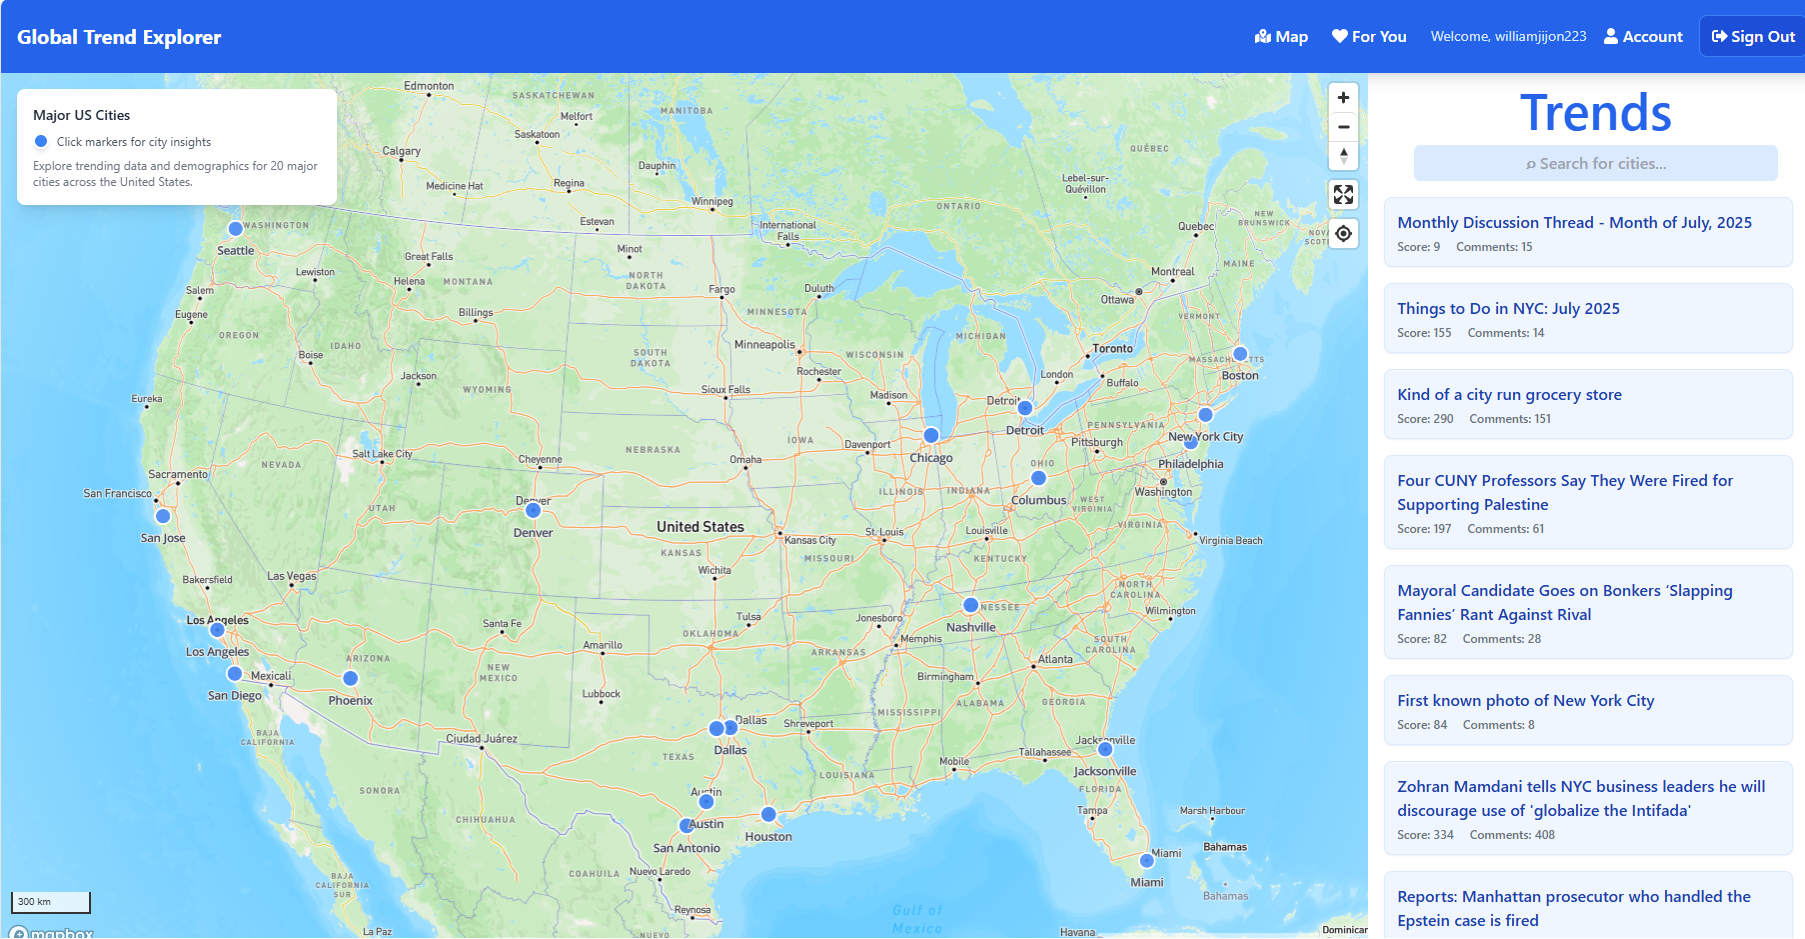 Global Trend Explorer
Map
For You
Welcome, williamjijon223
Account
Sign Out
Major US Cities
Click markers for city insights
Explore trending data and demographics for 20 major
cities across the United States.
Trends
Search for cities...
Monthly Discussion Thread - Month of July, 2025
Score: 9 Comments: 15
Things to Do in NYC: July 2025
Score: 155 Comments: 14
Kind of a city run grocery store
Score: 290 Comments: 151
Four CUNY Professors Say They Were Fired for
Supporting Palestine
Score: 197 Comments: 61
Mayoral Candidate Goes on Bonkers ‘Slapping
Fannies’ Rant Against Rival
Score: 82 Comments: 28
First known photo of New York City
Score: 84 Comments: 8
Zohran Mamdani tells NYC business leaders he will
discourage use of 'globalize the Intifada'
Score: 334 Comments: 408
Reports: Manhattan prosecutor who handled the
Epstein case is fired
Edmonton
SASKATCHEWAN
MANITOBA
Melfort
Saskatoon
Calgary
QUÉBEC
Dauphin
Lebel-sur-
Quévillon
Medicine Hat
Regina
Winnipeg
ONTARIO
NEW
BRUNSWICK
Estevan
International
Falls
Quebec
NOVA
SCOTI
WASHINGTON
Seattle
Minot
Great Falls
MAINE
Lewiston
Helena
MONTANA
NORTH
DAKOTA
Montreal
Salem
Fargo
Duluth
Ottawa
Eugene
Billings
MINNESOTA
VERMONT
OREGON
IDAHO
Boise
Minneapolis
MICHIGAN
Toronto
SOUTH
DAKOTA
WISCONSIN
MASSACHUSETTS
Boston
Jackson
WYOMING
Rochester
London
Buffalo
Eureka
Sioux Falls
Madison
Detroit
Detroit
PENNSYLVANIA
New York City
Salt Lake City
Cheyenne
NEBRASKA
IOWA
Davenport
Chicago
Pittsburgh
Philadelphia
NEVADA
Omaha
OHIO
Sacramento
San Francisco
ILLINOIS
INDIANA
Columbus
Washington
UTAH
Denver
Denver
WEST
VIRGINIA
San Jose
United States
Kansas City
St. Louis
Louisville
VIRGINIA
Virginia Beach
KANSAS
MISSOURI
KENTUCKY
Bakersfield
Las Vegas
Wichita
NORTH
CAROLINA
NESSEE
Nashville
Wilmington
Los Angeles
Los Angeles
Santa Fe
Tulsa
Jonesboro
OKLAHOMA
Memphis
Amarillo
ARKANSAS
SOUTH
CAROLINA
ARIZONA
NEW
MEXICO
Atlanta
Mexicali
San Diego
Phoenix
Birmingham
Lubbock
ALABAMA
GEORGIA
MISSISSIPPI
Dallas
Dallas
Shreveport
BAJA
CALIFORNIA
Ciudad Juárez
Jacksonville
Tallahassee
TEXAS
Mobile
Jacksonville
LOUISIANA
SONORA
Austin
FLORIDA
CHIHUAHUA
Austin
Houston
Tampa
Marsh Harbour
San Antonio
Bahamas
Miami
Miami
COAHUILA
Nuevo Laredo
BAJA
CALIFORNIA
SUR
Bahamas
300 km
Reynosa
Gulf of
Mexico
La Paz
NUEVO
Havana
Dominican
mapbox